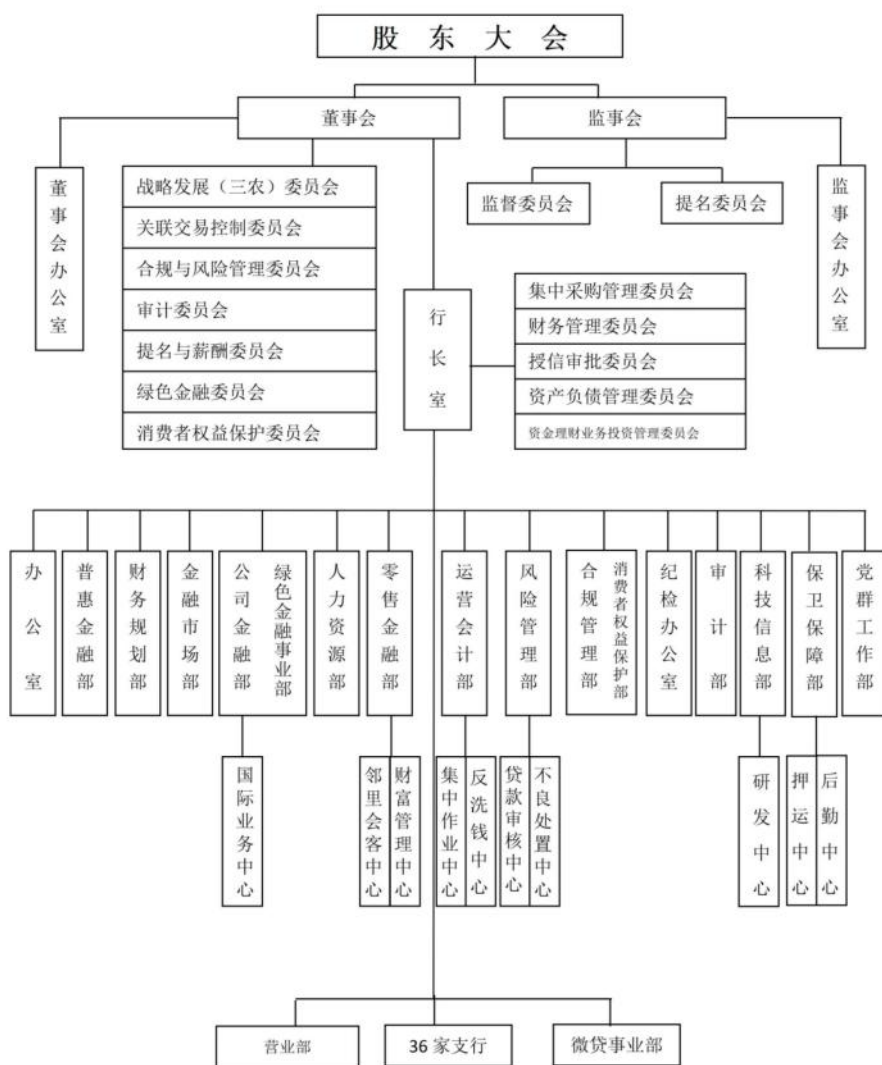 股东大会
董事会
监事会
董事会办公室
战略发展（三农）委员会
关联交易控制委员会
合规与风险管理委员会
审计委员会
提名与薪酬委员会
绿色金融委员会
消费者权益保护委员会
行长室
监督委员会
提名委员会
监事会办公室
集中采购管理委员会
财务管理委员会
授信审批委员会
资产负债管理委员会
资金理财业务投资管理委员会
办公室
普惠金融部
财务规划部
金融市场部
公司金融部
绿色金融事业部
人力资源部
零售金融部
运营会计部
风险管理部
合规管理部
消费者权益保护部
纪检办公室
审计部
科技信息部
保卫保障部
党群工作部
国际业务中心
邻里会客中心
财富管理中心
集中作业中心
反洗钱中心
贷款审核中心
不良处置中心
研发中心
押运中心
后勤中心
营业部
36家支行
微贷事业部